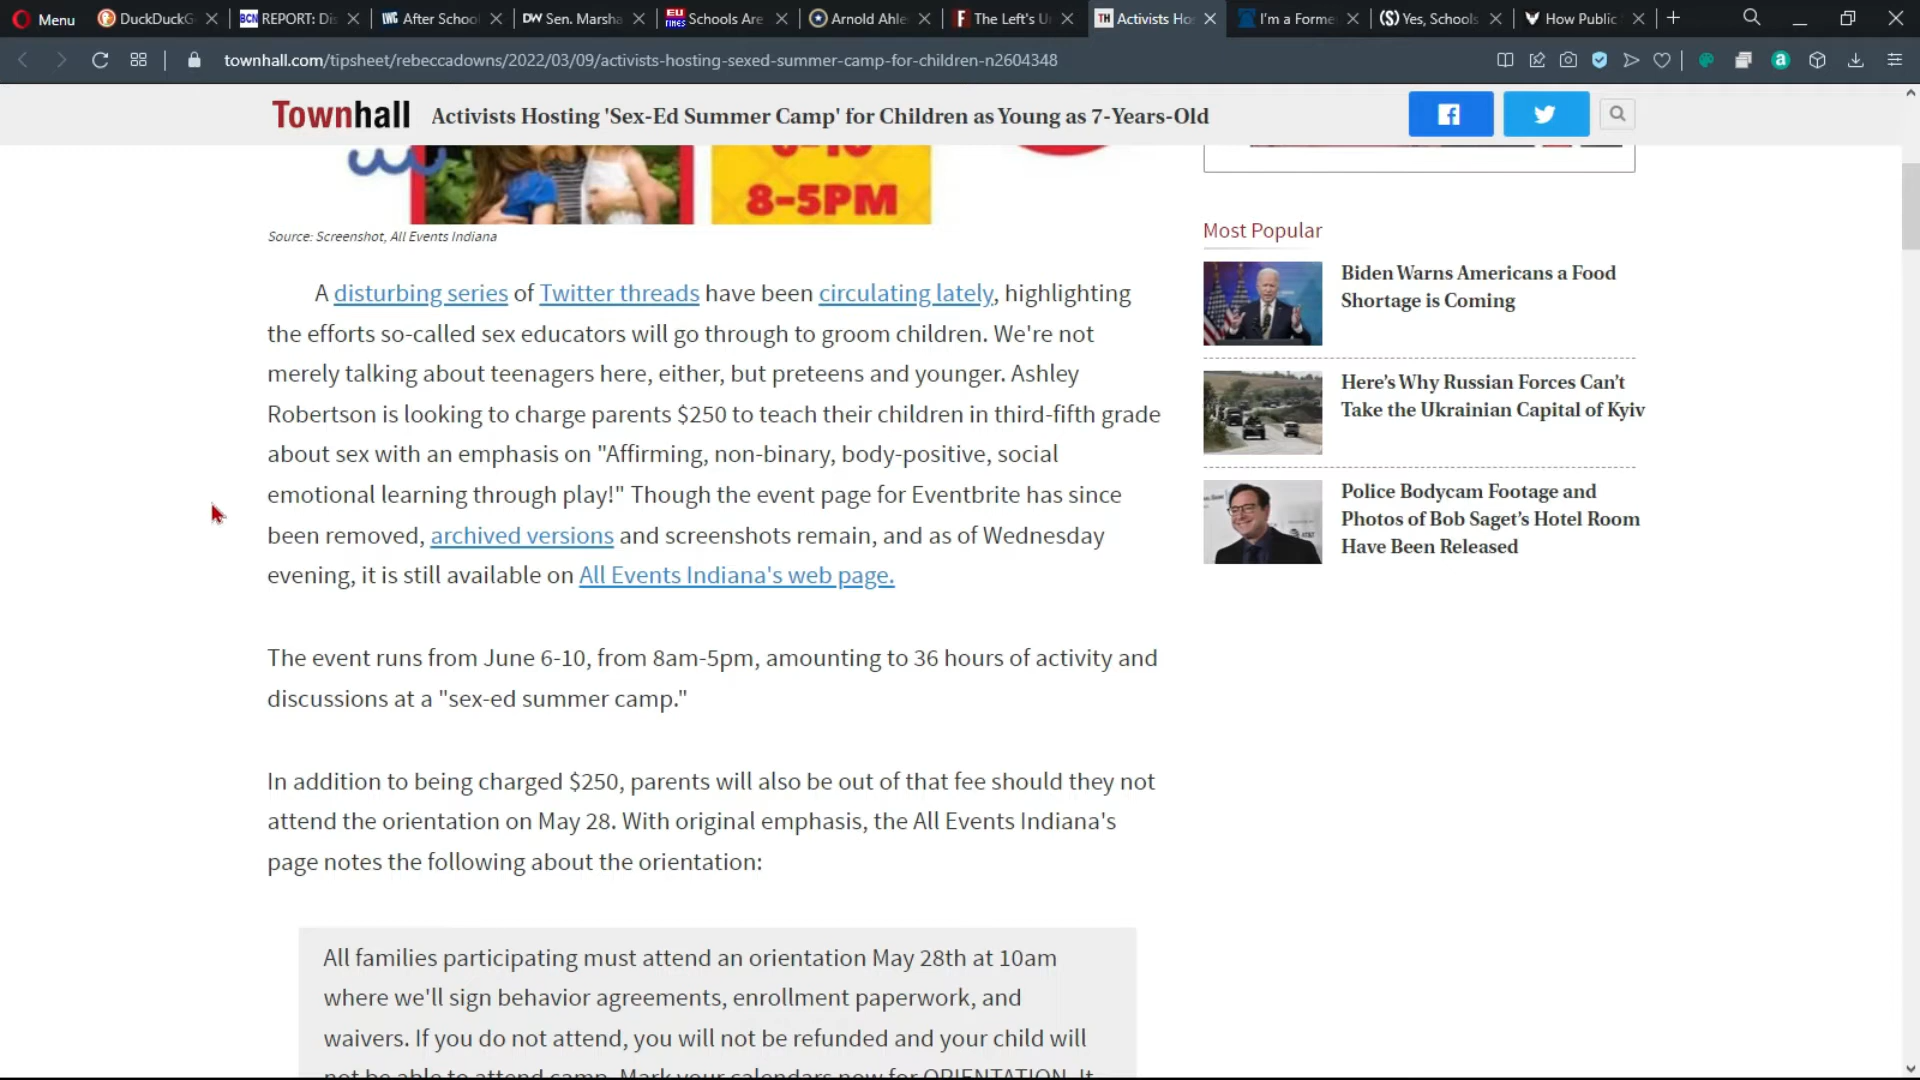 Menu
DuckDuckG
BCN REPORT: Dis
After School
DW Sen. Marsha
EU TIMES Schools Are
Arnold Ahle
F The Left's U
TH Activists Ho
I'm a Forme
(S) Yes, Schools
How Public
townhall.com/tipsheet/rebeccadowns/2022/03/09/activists-hosting-sexed-summer-camp-for-children-n2604348
Townhall
Activists Hosting 'Sex-Ed Summer Camp' for Children as Young as 7-Years-Old
8-5PM
Source: Screenshot, All Events Indiana
A disturbing series of Twitter threads have been circulating lately, highlighting
the efforts so-called sex educators will go through to groom children. We're not
merely talking about teenagers here, either, but preteens and younger. Ashley
Robertson is looking to charge parents $250 to teach their children in third-fifth grade
about sex with an emphasis on "Affirming, non-binary, body-positive, social
emotional learning through play!" Though the event page for Eventbrite has since
been removed, archived versions and screenshots remain, and as of Wednesday
evening, it is still available on All Events Indiana's web page.
The event runs from June 6-10, from 8am-5pm, amounting to 36 hours of activity and
discussions at a "sex-ed summer camp."
In addition to being charged $250, parents will also be out of that fee should they not
attend the orientation on May 28. With original emphasis, the All Events Indiana's
page notes the following about the orientation:
All families participating must attend an orientation May 28th at 10am
where we'll sign behavior agreements, enrollment paperwork, and
waivers. If you do not attend, you will not be refunded and your child will
not be able to attend camp. Mark your calendars now for ORIENTATION. It
Most Popular
Biden Warns Americans a Food
Shortage is Coming
Here's Why Russian Forces Can't
Take the Ukrainian Capital of Kyiv
Police Bodycam Footage and
Photos of Bob Saget's Hotel Room
Have Been Released